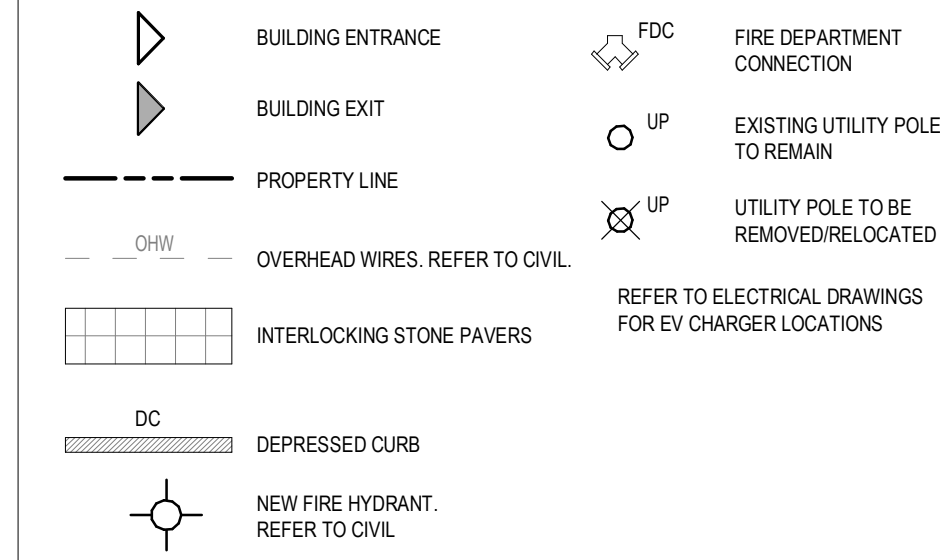 BUILDING ENTRANCE
BUILDING EXIT
PROPERTY LINE
OHW
OVERHEAD WIRES. REFER TO CIVIL.
INTERLOCKING STONE PAVERS
DC
DEPRESSED CURB
NEW FIRE HYDRANT.
REFER TO CIVIL
FDC
FIRE DEPARTMENT
CONNECTION
UP
EXISTING UTILITY POLE
TO REMAIN
UP
UTILITY POLE TO BE
REMOVED/RELOCATED
REFER TO ELECTRICAL DRAWINGS
FOR EV CHARGER LOCATIONS